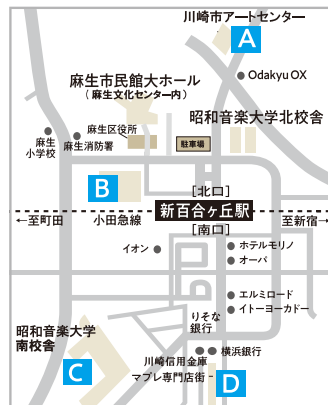 川崎市アートセンター
A
Odakyu OX
麻生市民館大ホール
(麻生文化センター内)
昭和音楽大学北校舎
麻生
小学校
麻生区役所
麻生消防署
駐車場
B
[北口]
新百合ヶ丘駅
←至町田
小田急線
至新宿→
[南口]
イオン
ホテルモリノ
オーパ
エルミロード
イトーヨーカドー
りそな
銀行
昭和音楽大学
南校舎
C
横浜銀行
川崎信用金庫
マプレ専門店街
D